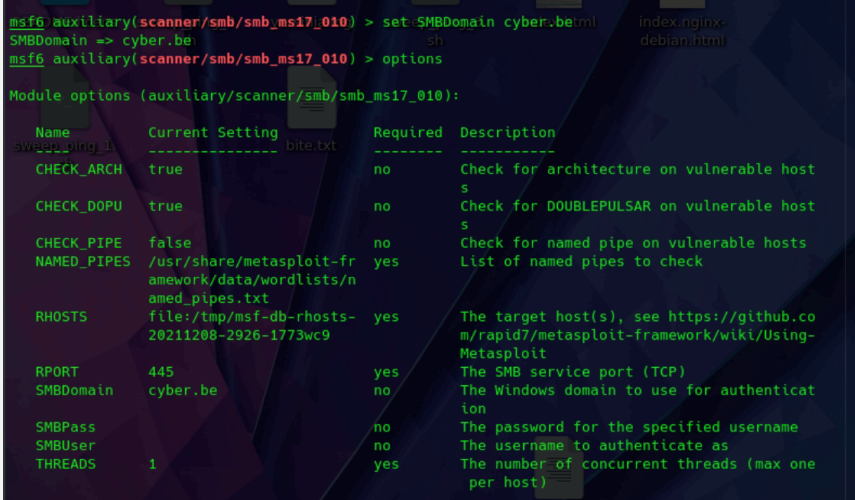 msf6 auxiliary(scanner/smb/smb_ms17_010) > set SMBDomain cyber.be
SMBDomain => cyber.be
msf6 auxiliary(scanner/smb/smb_ms17_010) > options
Module options (auxiliary/scanner/smb/smb_ms17_010):
Name Current Setting Required Description
---- --------------- -------- -----------
CHECK_ARCH true no Check for architecture on vulnerable host
s
CHECK_DOPU true no Check for DOUBLEPULSAR on vulnerable host
s
CHECK_PIPE false no Check for named pipe on vulnerable hosts
NAMED_PIPES /usr/share/metasploit-fr yes List of named pipes to check
amework/data/wordlists/n
amed_pipes.txt
RHOSTS file:/tmp/msf-db-rhosts- yes The target host(s), see https://github.co
20211208-2926-1773wc9 m/rapid7/metasploit-framework/wiki/Using-
Metasploit
RPORT 445 yes The SMB service port (TCP)
SMBDomain cyber.be no The Windows domain to use for authenticat
ion
SMBPass no The password for the specified username
SMBUser no The username to authenticate as
THREADS 1 yes The number of concurrent threads (max one
per host)
index.nginx-
debian.html
sweep_ping_1
bite.txt